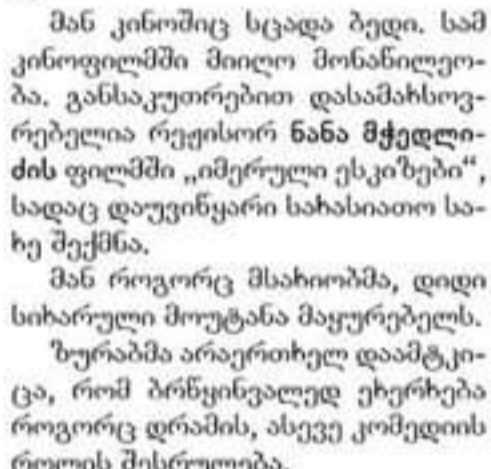 მან კინოშიც სცადა ბედი. სამ
კინოფილმში მიიღო მონაწილეო-
ბა. განსაკუთრებით დასამახსოვ-
რებელია რეჟისორ ნანა მჭედლი-
ძის ფილმში „იმერული ესკიზები“,
სადაც დაუვიწყარი სახასიათო სა-
ხე შექმნა.
მან როგორც მსახიობმა, დიდი
სიხარული მოუტანა მაყურებელს.
ზურაბმა არაერთხელ დაამტკი-
ცა, რომ ბრწყინვალედ ეხერხება
როგორც დრამის, ასევე კომედიის
როლის შესრულება.